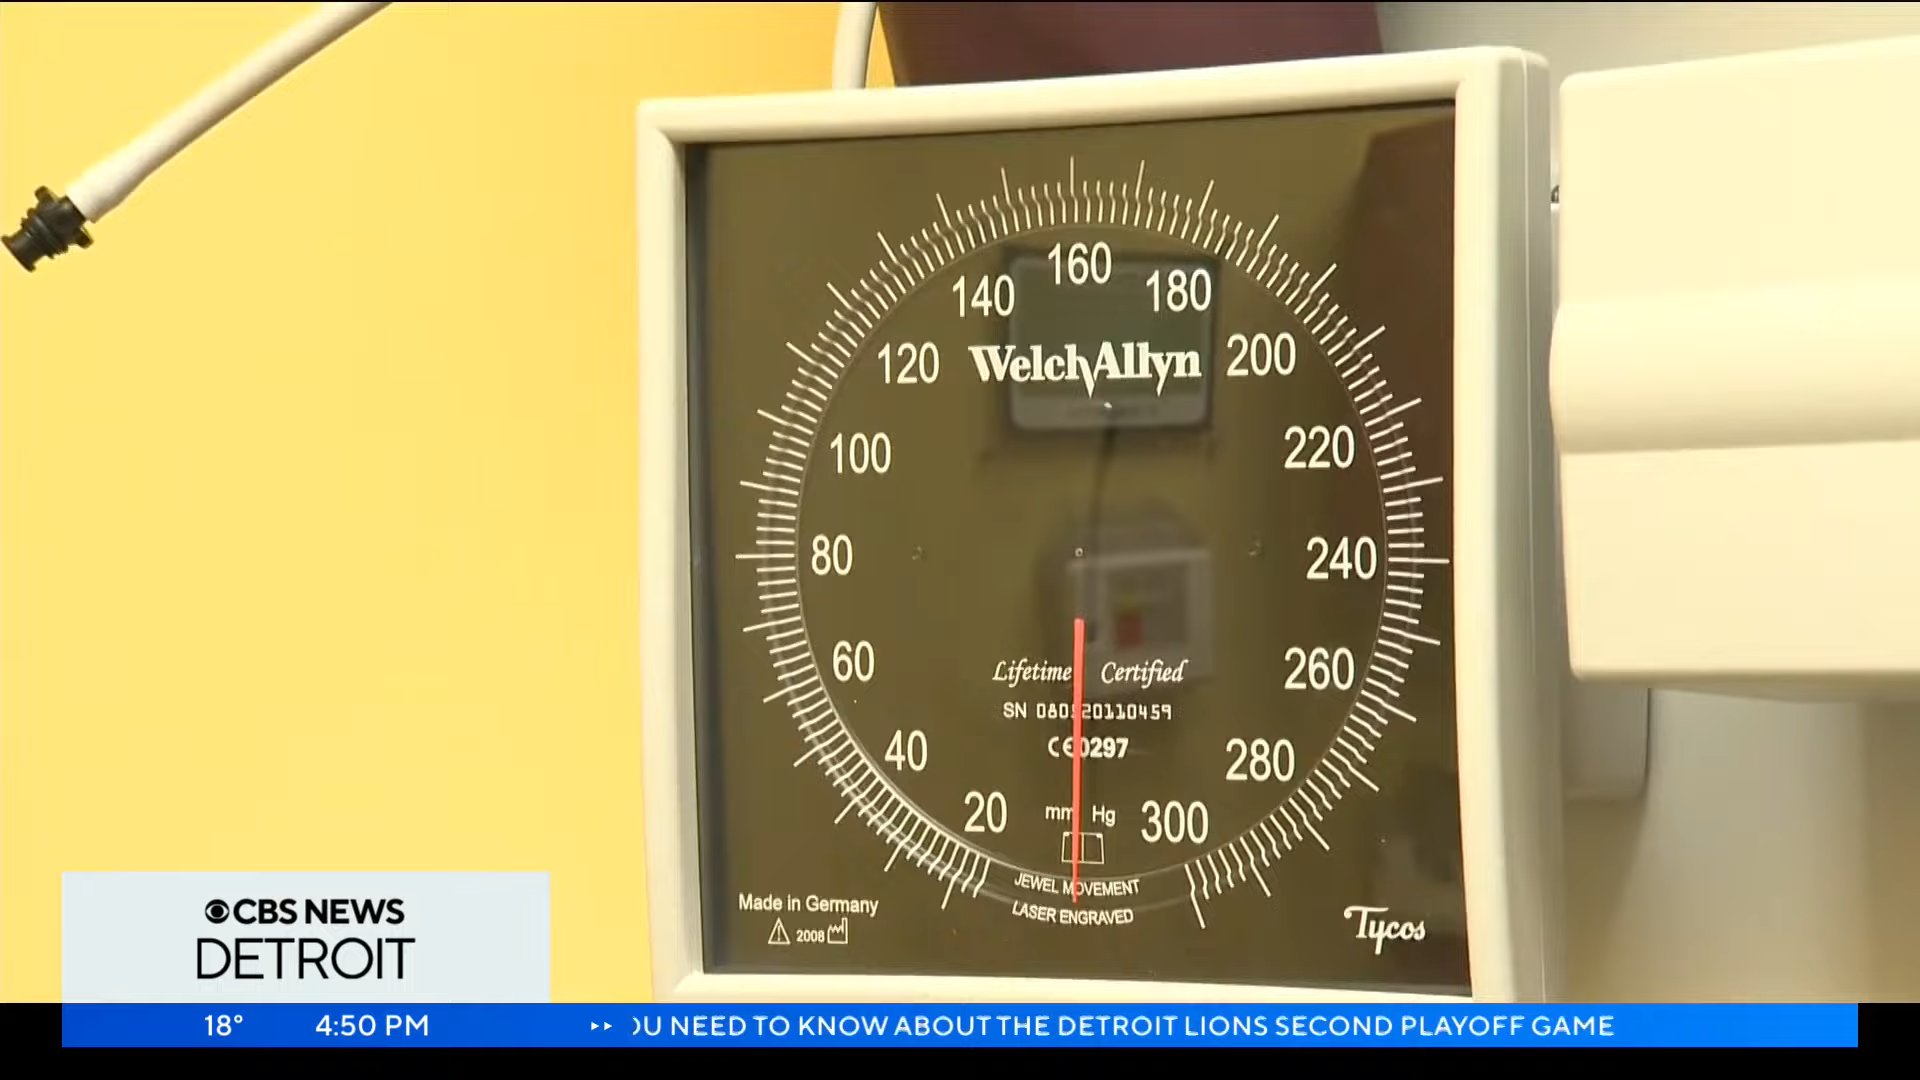 160
140
180
120
WelchAllyn
200
100
220
80
240
60
Lifetime Certified
260
SN
CE0297
40
280
20
mm Hg
300
JEWEL MOVEMENT
LASER ENGRAVED
Made in Germany
2008
Tycos
CBS NEWS
DETROIT
18°
4:50 PM
OU NEED TO KNOW ABOUT THE DETROIT LIONS SECOND PLAYOFF GAME